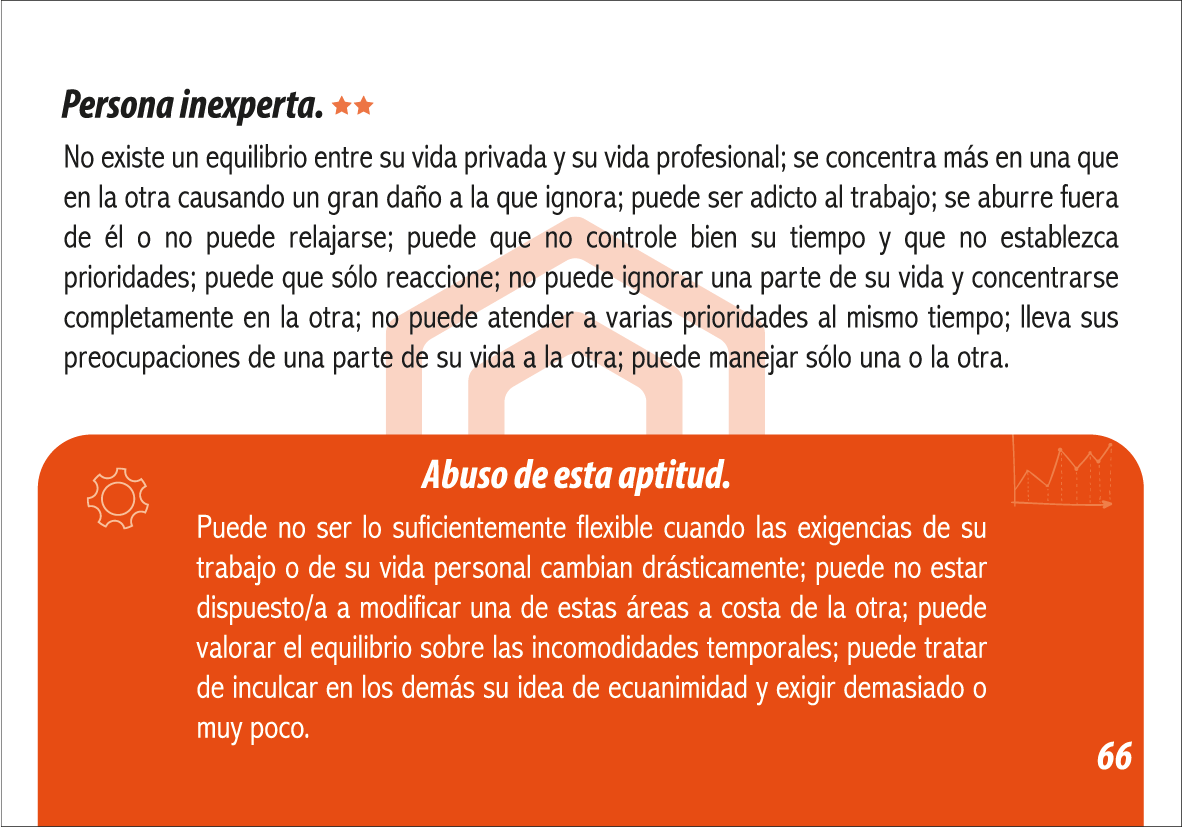 Persona inexperta.
No existe un equilibrio entre su vida privada y su vida profesional; se concentra más en una que
en la otra causando un gran daño a la que ignora; puede ser adicto al trabajo; se aburre fuera
de él o no puede relajarse; puede que no controle bien su tiempo y que no establezca
prioridades; puede que sólo reaccione; no puede ignorar una parte de su vida y concentrarse
completamente en la otra; no puede atender a varias prioridades al mismo tiempo; lleva sus
preocupaciones de una parte de su vida a la otra; puede manejar sólo una o la otra.
Abuso de esta aptitud.
Puede no ser lo suficientemente flexible cuando las exigencias de su
trabajo o de su vida personal cambian drásticamente; puede no estar
dispuesto/a a modificar una de estas áreas a costa de la otra; puede
valorar el equilibrio sobre las incomodidades temporales; puede tratar
de inculcar en los demás su idea de ecuanimidad y exigir demasiado o
muy poco.
66